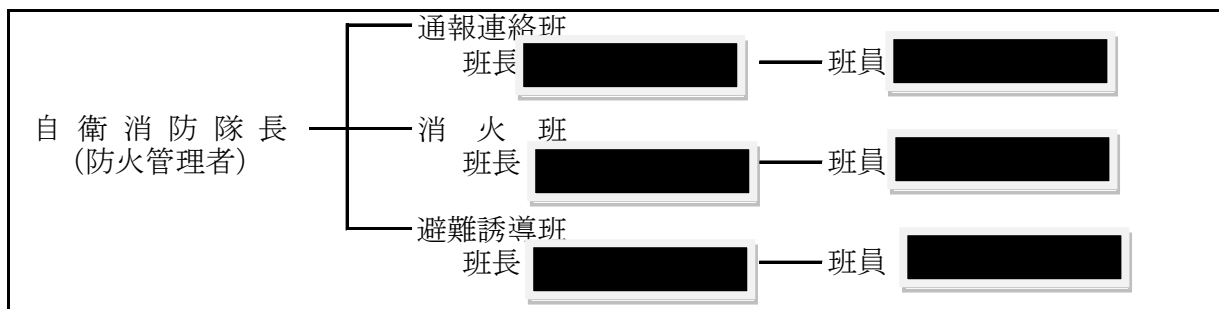 通報連絡班
班長 班員
自衛消防隊長
(防火管理者)
消火班
班長 班員
避難誘導班
班長 班員